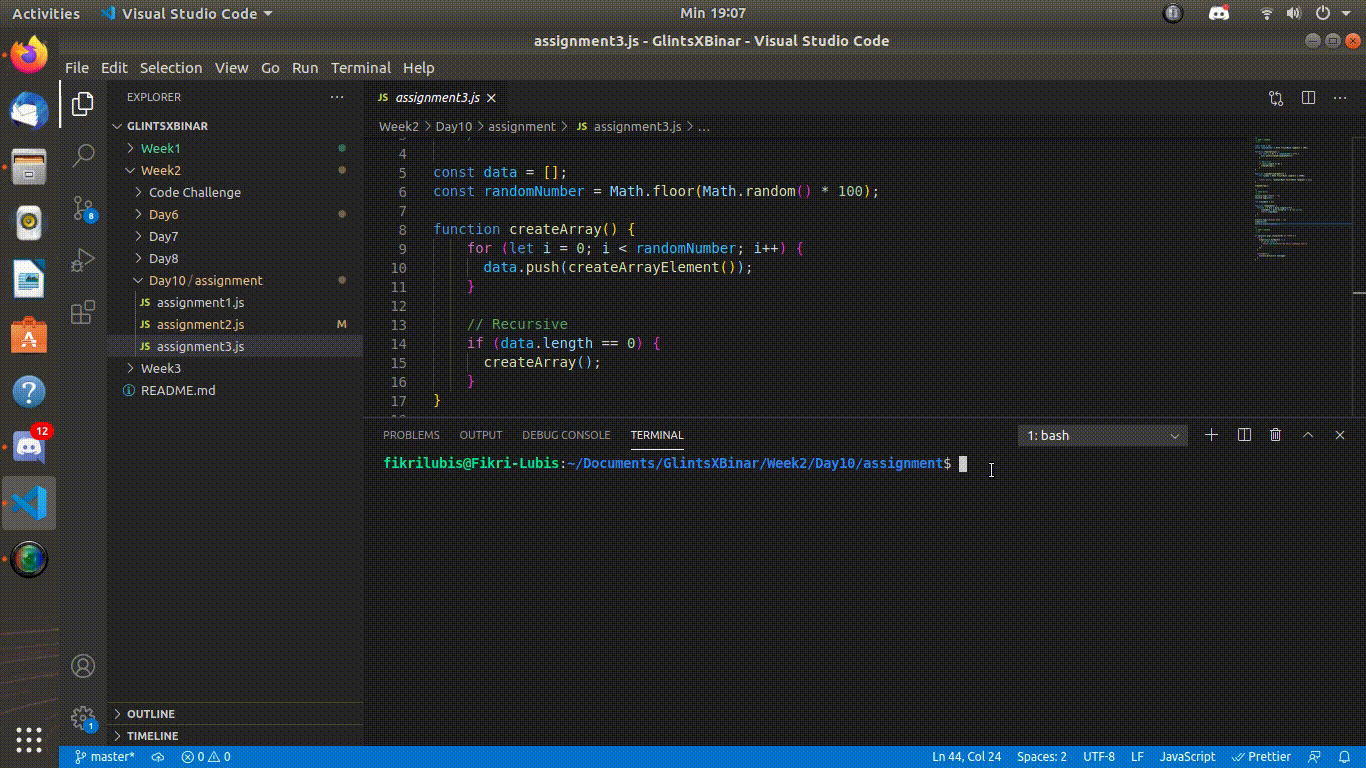 Activities Visual Studio Code Min 19:07
assignment3.js - GlintsXBinar - Visual Studio Code
File Edit Selection View Go Run Terminal Help
EXPLORER ...
GLINTSXBINAR
Week1
Week2
Code Challenge
Day6
Day7
Day8
Day10 / assignment
JS assignment1.js
JS assignment2.js M
JS assignment3.js
Week3
README.md
OUTLINE
TIMELINE
8
1
12
JS assignment3.js
Week2 > Day10 > assignment > JS assignment3.js > ...
4
5 const data = [];
6 const randomNumber = Math.floor(Math.random() * 100);
7
8 function createArray() {
9 for (let i = 0; i < randomNumber; i++) {
10 data.push(createArrayElement());
11 }
12
13 // Recursive
14 if (data.length == 0) {
15 createArray();
16 }
17 }
PROBLEMS OUTPUT DEBUG CONSOLE TERMINAL 1: bash
fikrilubis@Fikri-Lubis:~/Documents/GlintsXBinar/Week2/Day10/assignment$
master* 0 0 Ln 44, Col 24 Spaces: 2 UTF-8 LF JavaScript Prettier